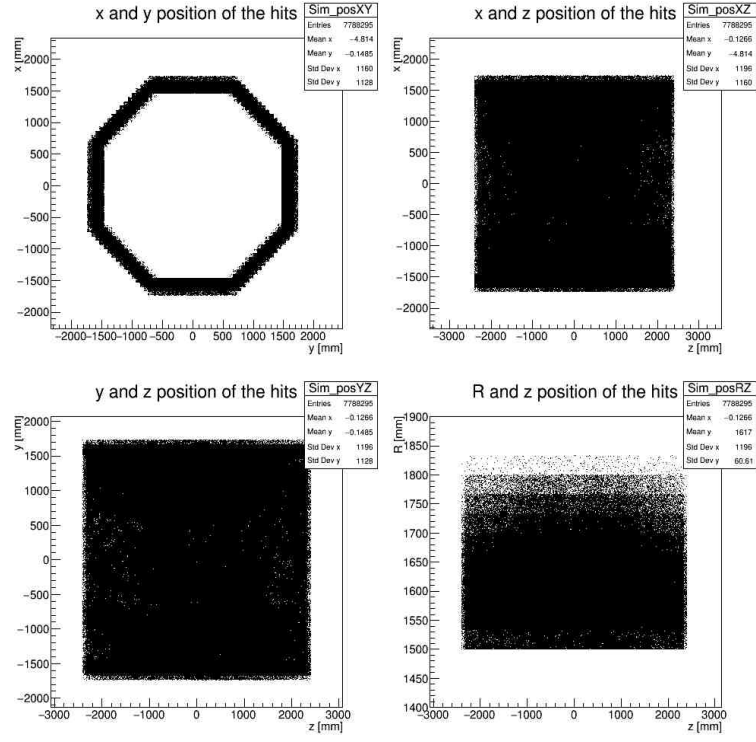 x and y position of the hits
Sim_posXY
Entries 7788295
Mean x −4.814
Mean y −0.1485
Std Dev x 1160
Std Dev y 1128
x [mm]
2000
1500
1000
500
0
−500
−1000
−1500
−2000
−2000 −1500 −1000 −500 0 500 1000 1500 2000
y [mm]
x and z position of the hits
Sim_posXZ
Entries 7788295
Mean x −0.1266
Mean y −4.814
Std Dev x 1196
Std Dev y 1160
x [mm]
2000
1500
1000
500
0
−500
−1000
−1500
−2000
−3000 −2000 −1000 0 1000 2000 3000
z [mm]
y and z position of the hits
Sim_posYZ
Entries 7788295
Mean x −0.1266
Mean y −0.1485
Std Dev x 1196
Std Dev y 1128
y [mm]
2000
1500
1000
500
0
−500
−1000
−1500
−2000
−3000 −2000 −1000 0 1000 2000 3000
z [mm]
R and z position of the hits
Sim_posRZ
Entries 7788295
Mean x −0.1266
Mean y 1617
Std Dev x 1196
Std Dev y 60.61
R [mm]
1900
1800
1750
1700
1650
1600
1550
1500
1450
1400
−3000 −2000 −1000 0 1000 2000 3000
z [mm]